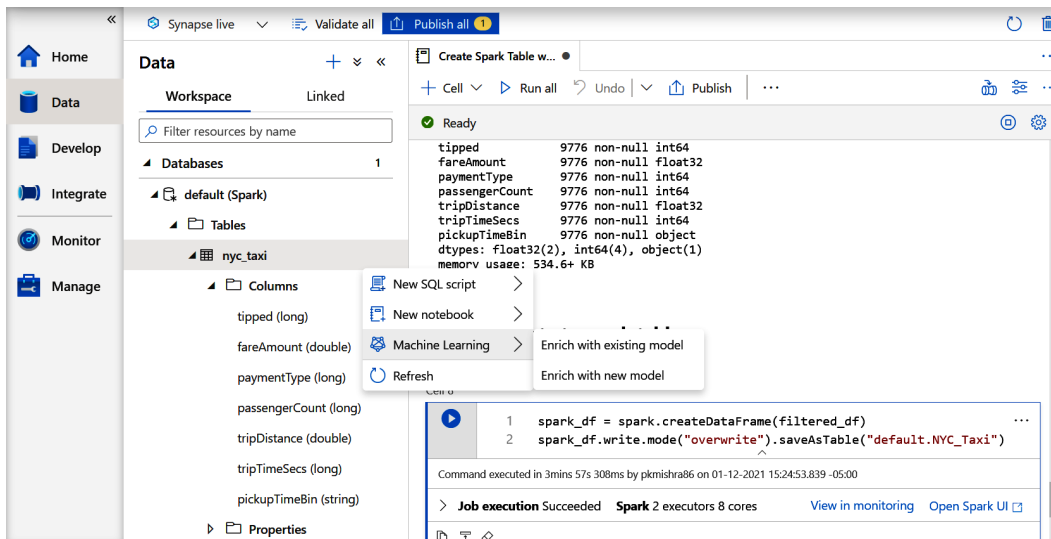 «
Synapse live
Validate all
Publish all 1
Home
Data
Develop
Integrate
Monitor
Manage
Data
+
«
Workspace
Linked
Filter resources by name
Databases 1
default (Spark)
Tables
nyc_taxi
Columns
tipped (long)
fareAmount (double)
paymentType (long)
passengerCount (long)
tripDistance (double)
tripTimeSecs (long)
pickupTimeBin (string)
Properties
New SQL script
New notebook
Machine Learning
Refresh
Enrich with existing model
Enrich with new model
Create Spark Table w... ●
+ Cell
Run all
Undo
Publish
...
Ready
tipped 9776 non-null int64
fareAmount 9776 non-null float32
paymentType 9776 non-null int64
passengerCount 9776 non-null int64
tripDistance 9776 non-null float32
tripTimeSecs 9776 non-null int64
pickupTimeBin 9776 non-null object
dtypes: float32(2), int64(4), object(1)
memory usage: 534.6+ KB
Cell 8
1 spark_df = spark.createDataFrame(filtered_df)
...
2 spark_df.write.mode("overwrite").saveAsTable("default.NYC_Taxi")
Command executed in 3mins 57s 308ms by pkmishra86 on 01-12-2021 15:24:53.839 -05:00
Job execution Succeeded Spark 2 executors 8 cores View in monitoring Open Spark UI